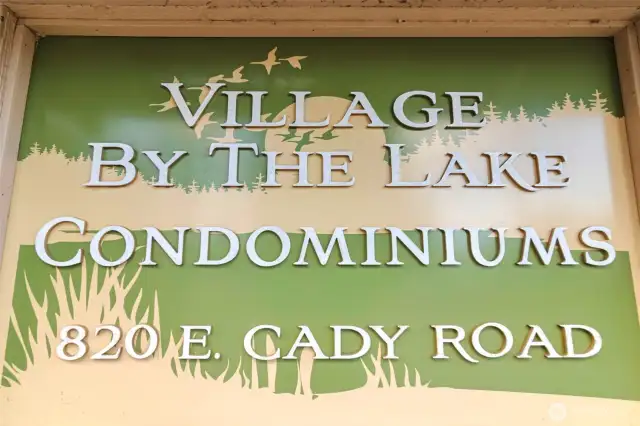 VILLAGE
BY THE LAKE
CONDOMINIUMS
820 E. CADY ROAD